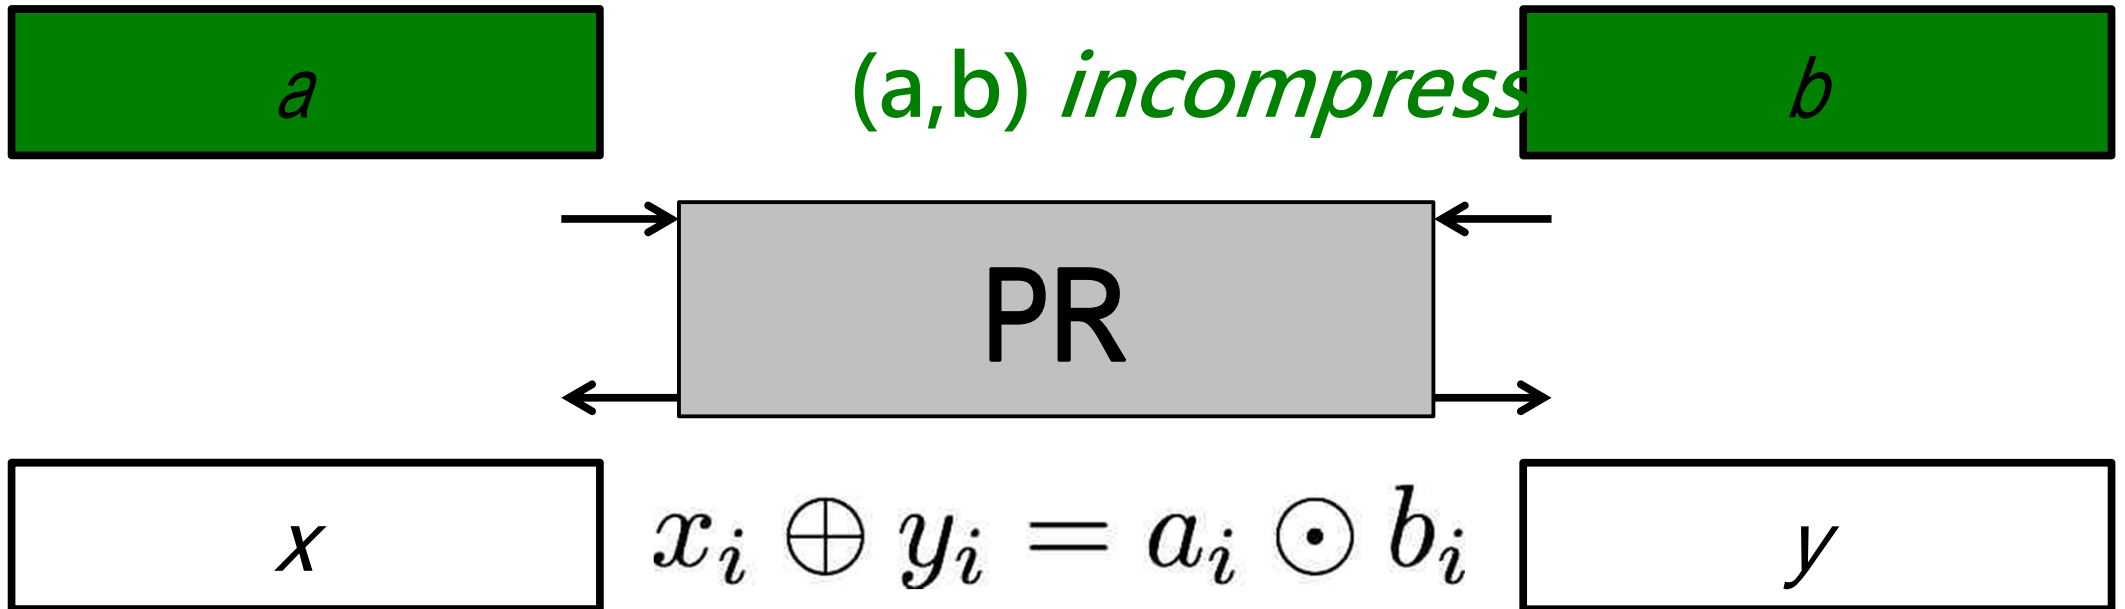 a (a,b) incompress b
PR
x xᵢ ⊕ yᵢ = aᵢ ⊙ bᵢ y